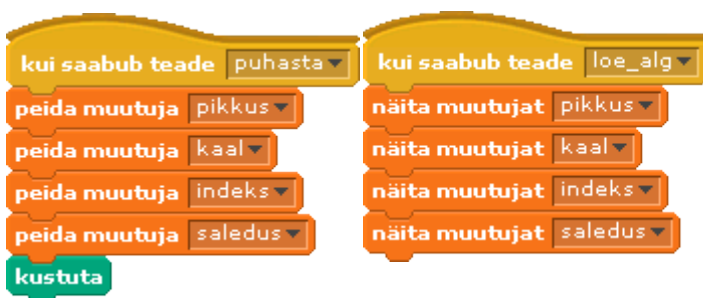 kui saabub teade puhasta
peida muutuja pikkus
peida muutuja kaal
peida muutuja indeks
peida muutuja saledus
kustuta
kui saabub teade loe_alg
näita muutujat pikkus
näita muutujat kaal
näita muutujat indeks
näita muutujat saledus